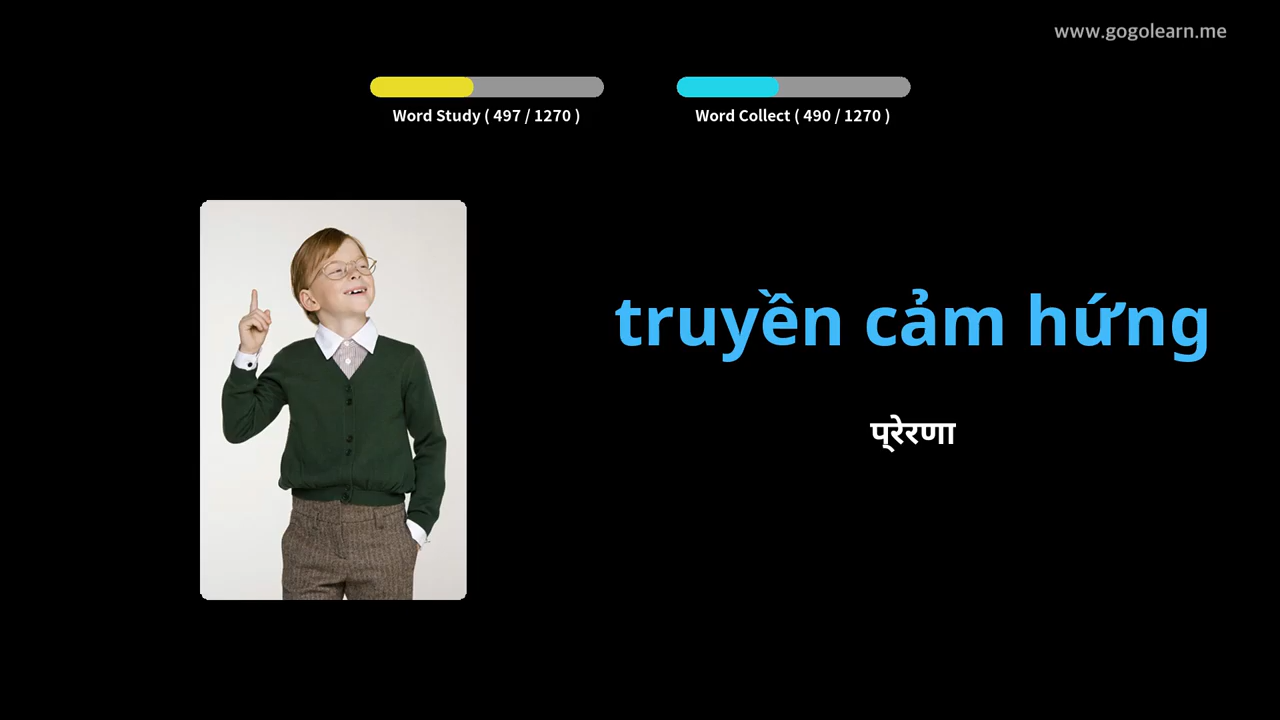 www.gogolearn.me
Word Study ( 497 / 1270 )
Word Collect ( 490 / 1270 )
truyền cảm hứng
प्रेरणा